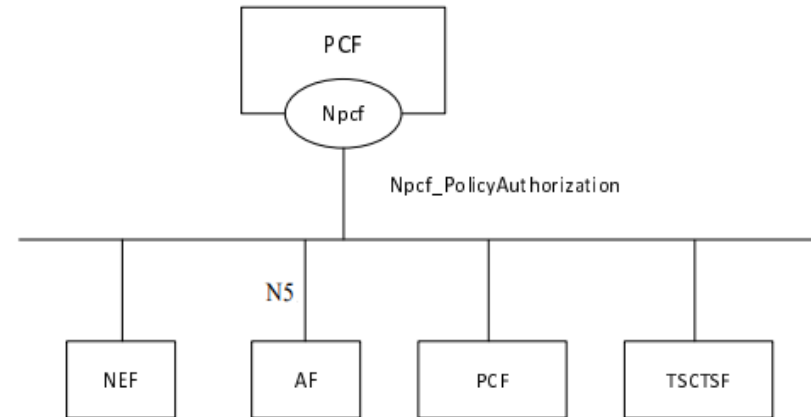 PCF
Npcf
Npcf_PolicyAuthorization
N5
NEF
AF
PCF
TSCTSF